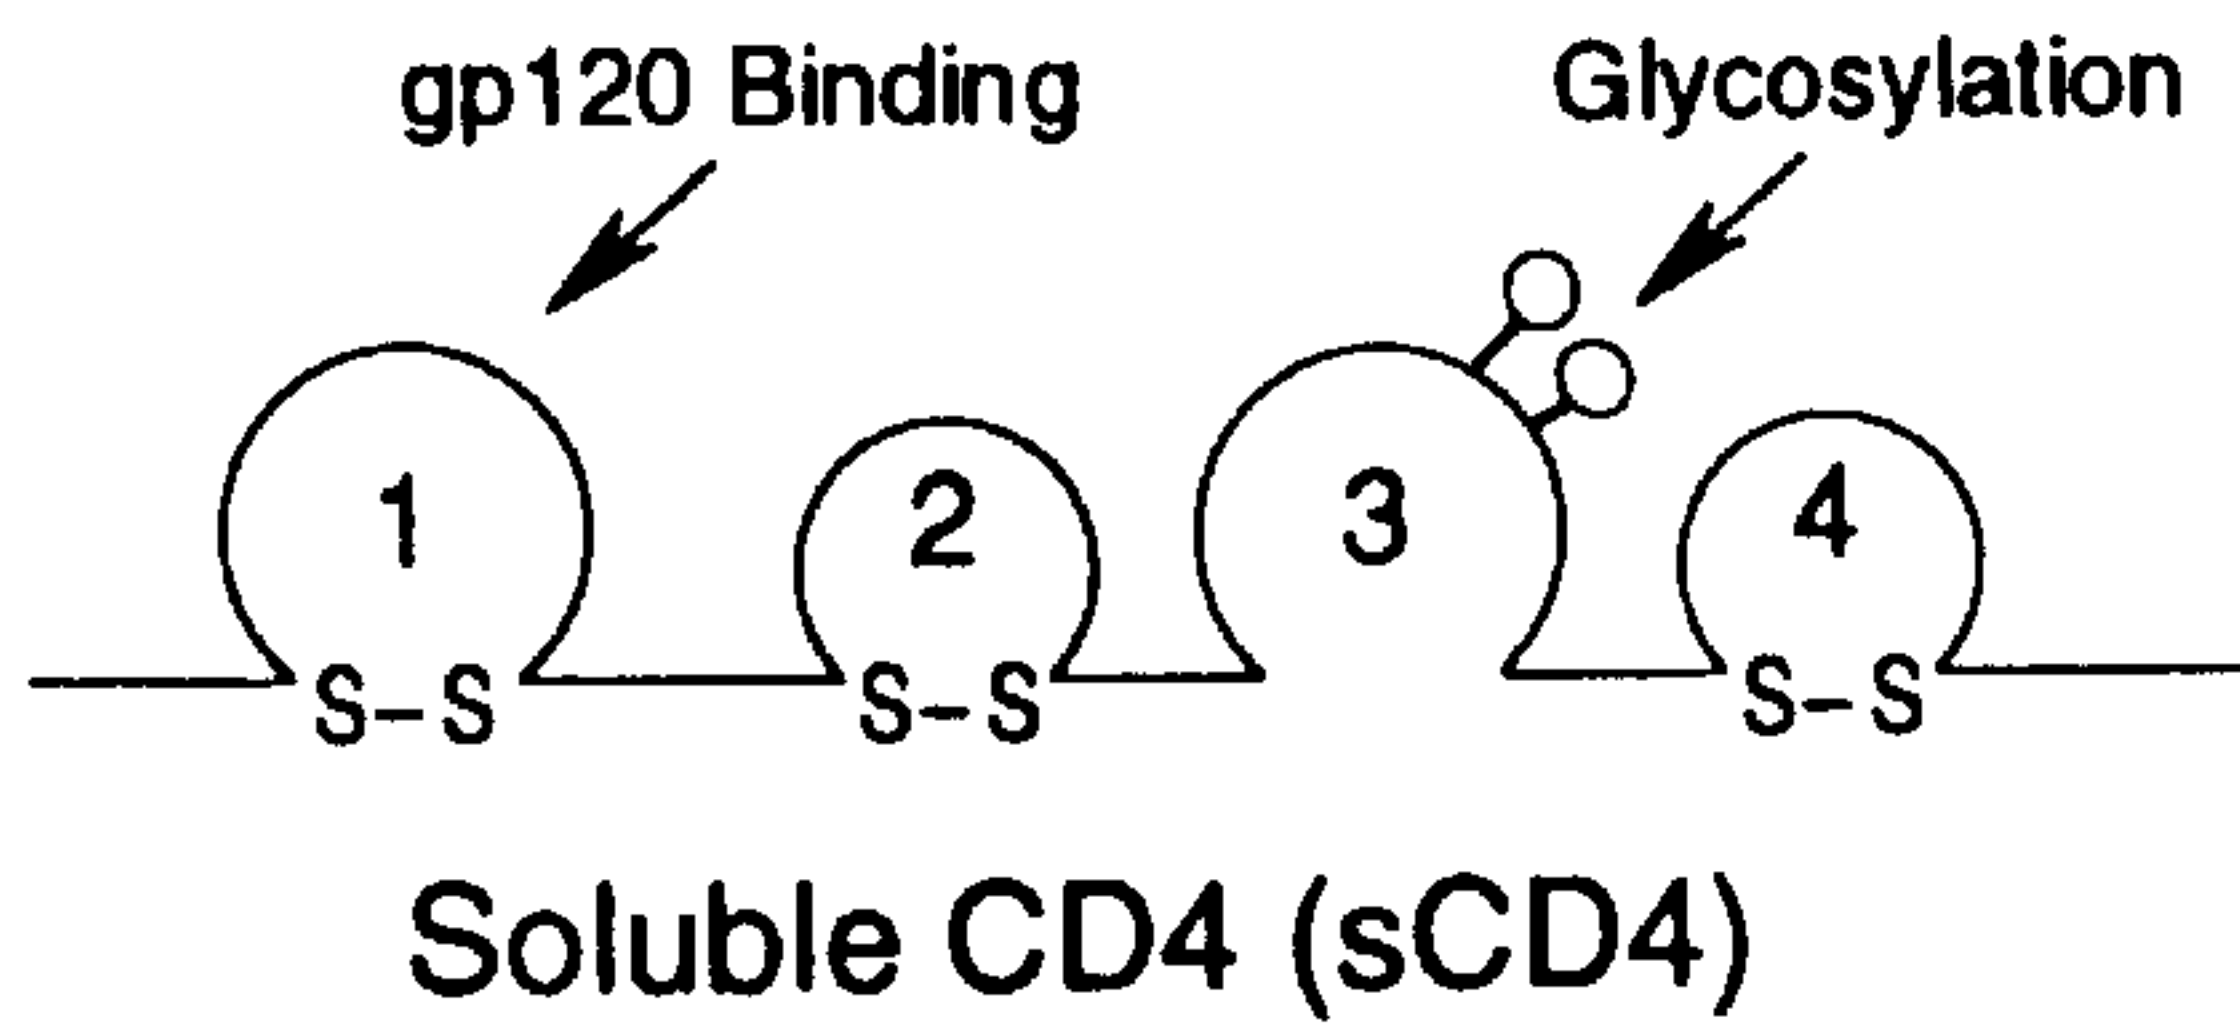 gp120 Binding Glycosylation
1 2 3 4
S–S S–S S–S
Soluble CD4 (sCD4)